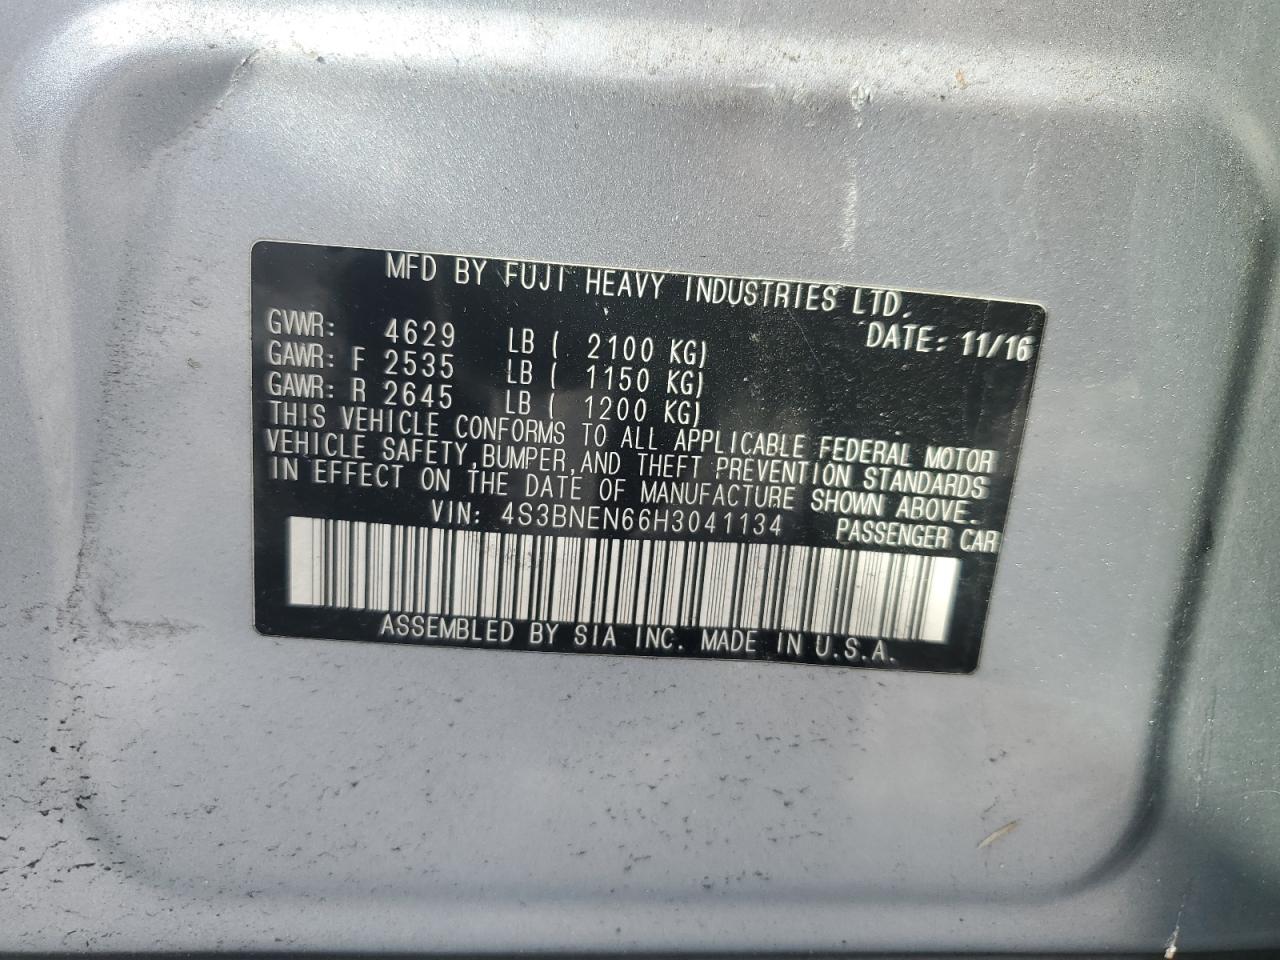 MFD BY FUJI HEAVY INDUSTRIES LTD.
DATE: 11/16
GVWR: 4629 LB ( 2100 KG)
GAWR: F 2535 LB ( 1150 KG)
GAWR: R 2645 LB ( 1200 KG)
THIS VEHICLE CONFORMS TO ALL APPLICABLE FEDERAL MOTOR
VEHICLE SAFETY,BUMPER,AND THEFT PREVENTION STANDARDS
IN EFFECT ON THE DATE OF MANUFACTURE SHOWN ABOVE.
VIN: 4S3BNEN66H3041134 PASSENGER CAR
ASSEMBLED BY SIA INC. MADE IN U.S.A.